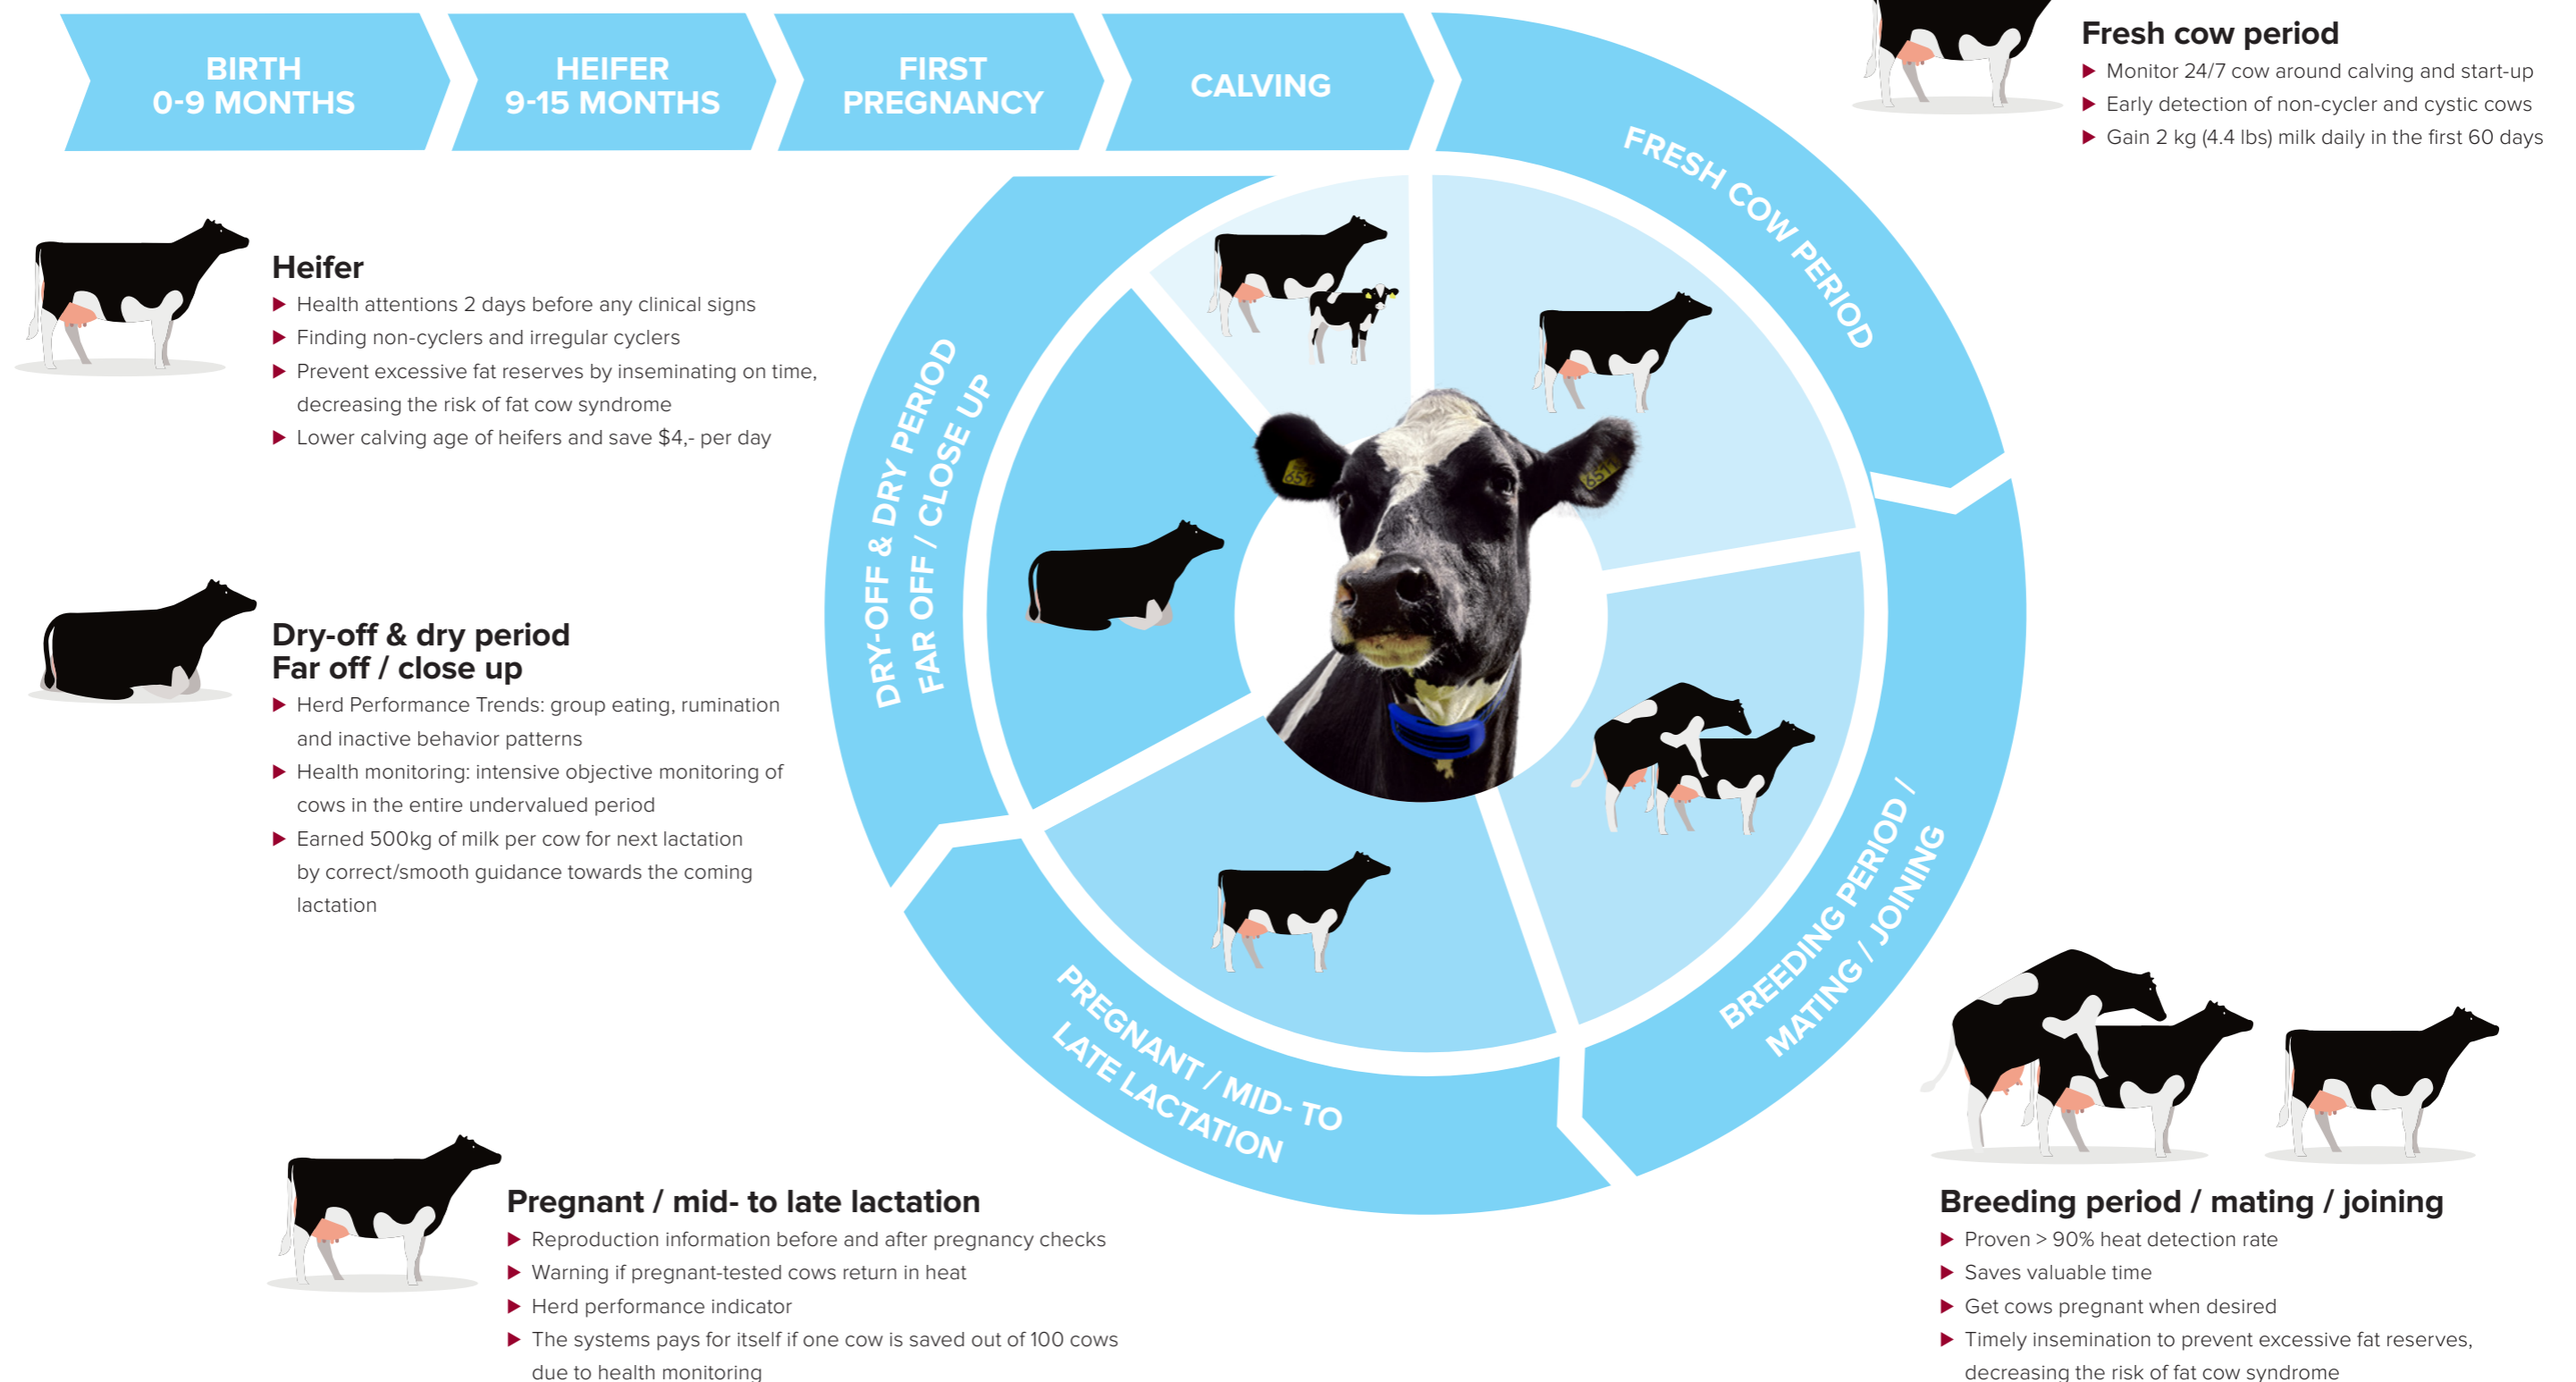 BIRTH
0-9 MONTHS
HEIFER
9-15 MONTHS
FIRST
PREGNANCY
CALVING
FRESH COW PERIOD
BREEDING PERIOD /
MATING / JOINING
PREGNANT / MID- TO
LATE LACTATION
DRY-OFF & DRY PERIOD
FAR OFF / CLOSE UP
Fresh cow period
Monitor 24/7 cow around calving and start-up
Early detection of non-cycler and cystic cows
Gain 2 kg (4.4 lbs) milk daily in the first 60 days
Heifer
Health attentions 2 days before any clinical signs
Finding non-cyclers and irregular cyclers
Prevent excessive fat reserves by inseminating on time,
decreasing the risk of fat cow syndrome
Lower calving age of heifers and save $4,- per day
Dry-off & dry period
Far off / close up
Herd Performance Trends: group eating, rumination
and inactive behavior patterns
Health monitoring: intensive objective monitoring of
cows in the entire undervalued period
Earned 500kg of milk per cow for next lactation
by correct/smooth guidance towards the coming
lactation
Pregnant / mid- to late lactation
Reproduction information before and after pregnancy checks
Warning if pregnant-tested cows return in heat
Herd performance indicator
The systems pays for itself if one cow is saved out of 100 cows
due to health monitoring
Breeding period / mating / joining
Proven > 90% heat detection rate
Saves valuable time
Get cows pregnant when desired
Timely insemination to prevent excessive fat reserves,
decreasing the risk of fat cow syndrome